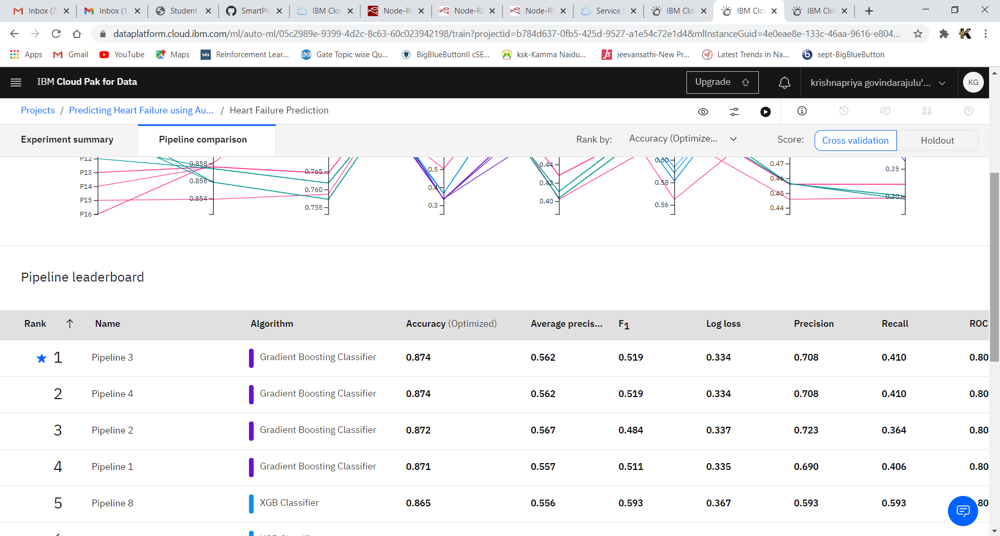 Inbox (7
Inbox (1,
Student
SmartPra
IBM Clou
Node-RE
Node-RE
Node-RE
Service
IBM Clou
IBM Clou
IBM Clou
dataplatform.cloud.ibm.com/ml/auto-ml/05c2989e-9399-4d2c-8c63-60c023942198/train?projectid=b784d637-0fb5-425d-9527-a1e54c72e1d4&mlInstanceGuid=4e0eae8e-133c-46aa-9616-e804...
Apps
Gmail
YouTube
Maps
tds Reinforcement Lear...
Gate Topic wise Qu...
BigBlueButtonII cSE...
ksk-Kamma Naidu...
JS jeevansathi-New Pr...
Latest Trends in Na...
sept-BigBlueButton
IBM Cloud Pak for Data
Upgrade
krishnapriya govindarajulu'...
KG
Projects / Predicting Heart Failure using Au... / Heart Failure Prediction
Experiment summary
Pipeline comparison
Rank by: Accuracy (Optimize...
Score: Cross validation Holdout
P12
P13
P14
P15
P16
0.858
0.856
0.854
0.765
0.760
0.755
0.5
0.4
0.3
0.44
0.42
0.40
0.60
0.58
0.56
0.47
0.46
0.45
0.44
0.35
0.30
Pipeline leaderboard
Rank Name Algorithm Accuracy (Optimized) Average precis... F1 Log loss Precision Recall ROC
1 Pipeline 3 Gradient Boosting Classifier 0.874 0.562 0.519 0.334 0.708 0.410 0.80
2 Pipeline 4 Gradient Boosting Classifier 0.874 0.562 0.519 0.334 0.708 0.410 0.80
3 Pipeline 2 Gradient Boosting Classifier 0.872 0.567 0.484 0.337 0.723 0.364 0.80
4 Pipeline 1 Gradient Boosting Classifier 0.871 0.557 0.511 0.335 0.690 0.406 0.80
5 Pipeline 8 XGB Classifier 0.865 0.556 0.593 0.367 0.593 0.593 80